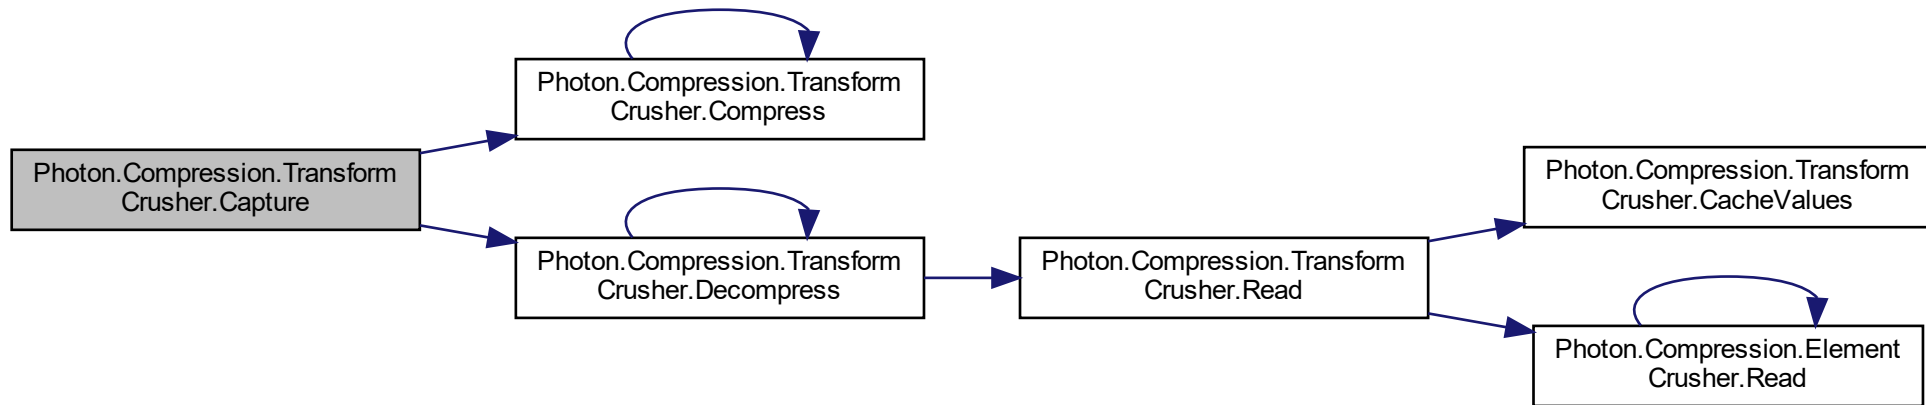 Photon.Compression.Transform
Crusher.Capture
Photon.Compression.Transform
Crusher.Compress
Photon.Compression.Transform
Crusher.Decompress
Photon.Compression.Transform
Crusher.Read
Photon.Compression.Transform
Crusher.CacheValues
Photon.Compression.Element
Crusher.Read